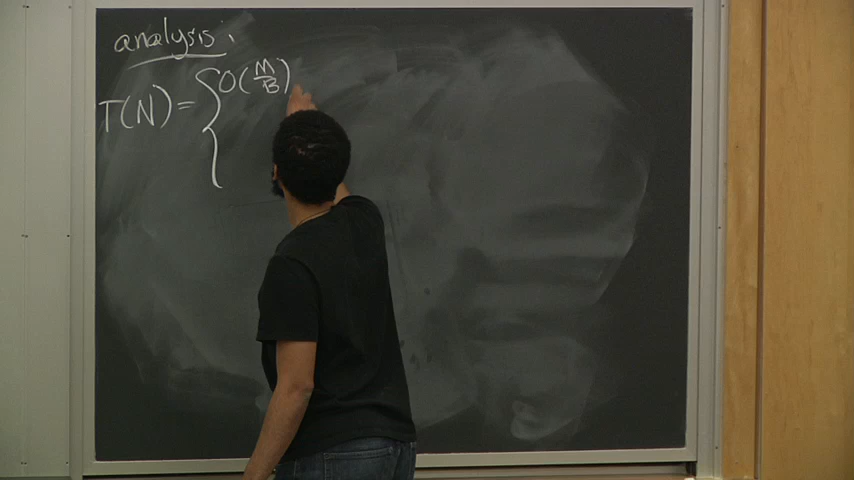 analysis:
T(N) = { O(M/B)